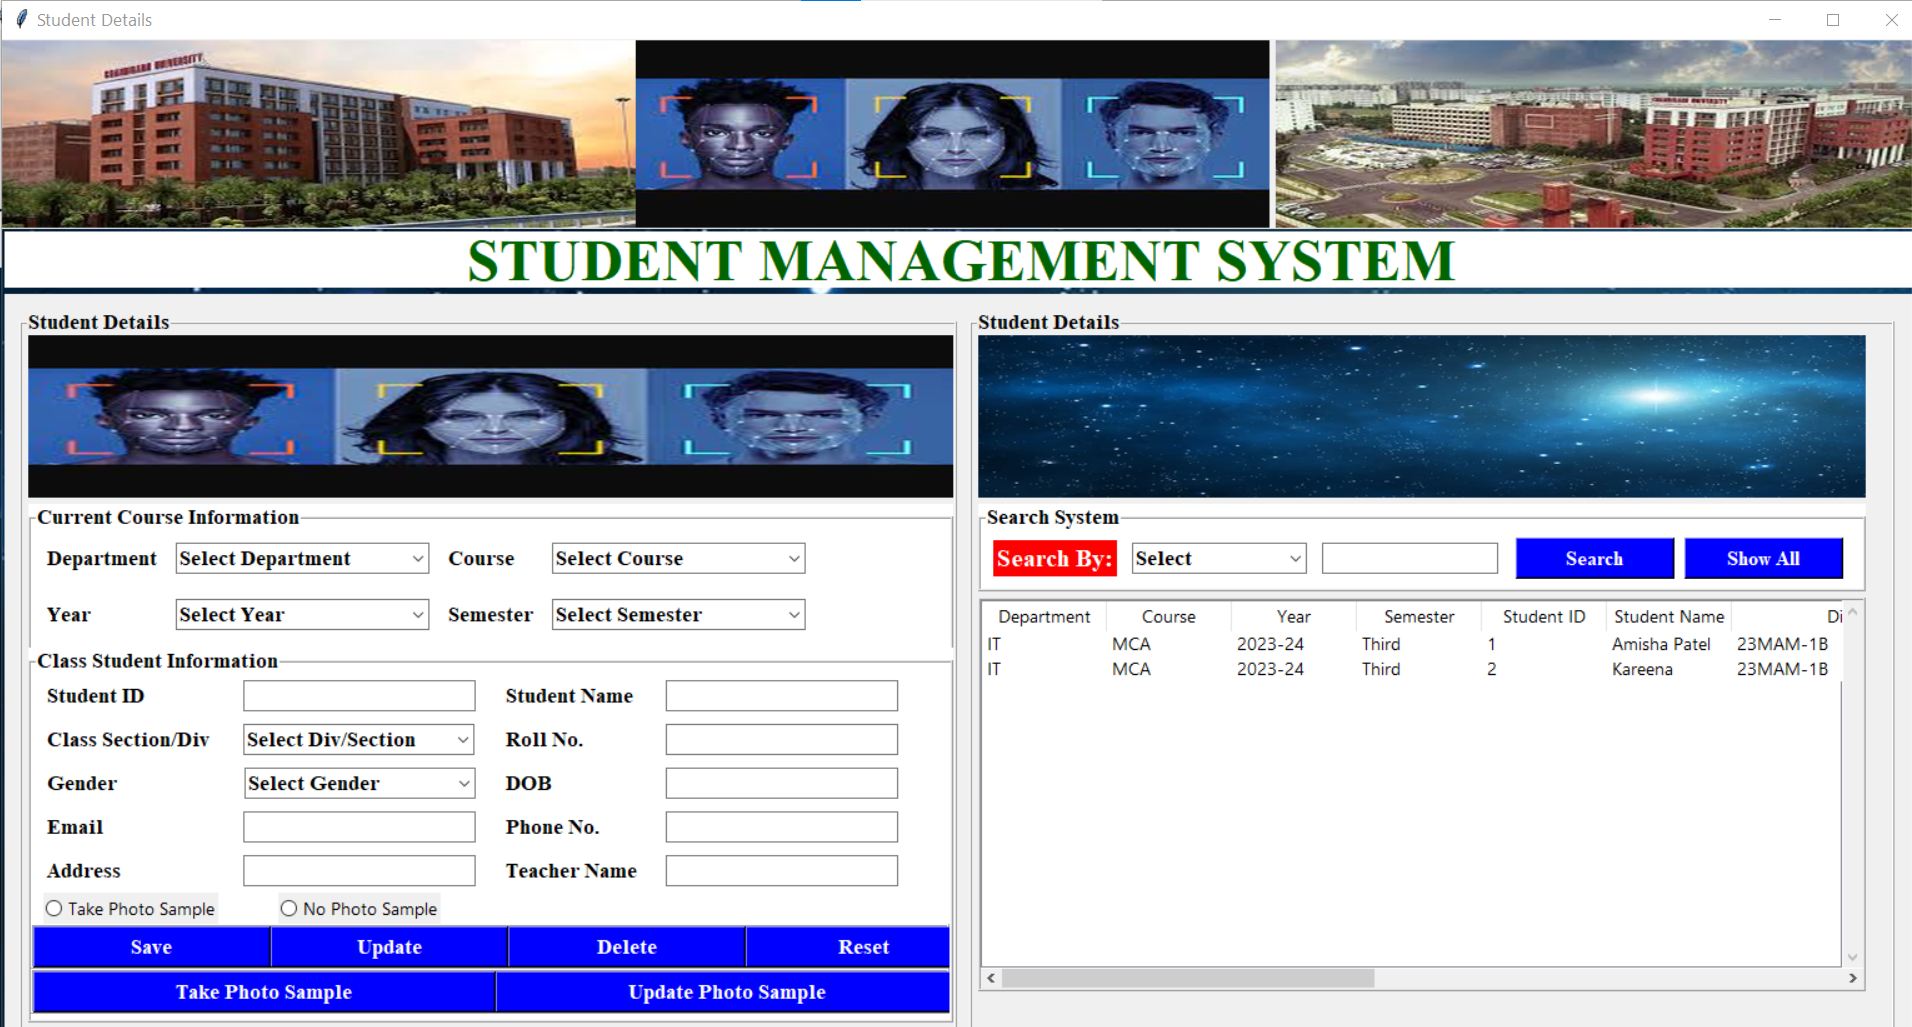 Student Details
CHANDIGARH UNIVERSITY
STUDENT MANAGEMENT SYSTEM
Student Details
Current Course Information
Department Select Department Course Select Course
Year Select Year Semester Select Semester
Class Student Information
Student ID Student Name
Class Section/Div Select Div/Section Roll No.
Gender Select Gender DOB
Email Phone No.
Address Teacher Name
Take Photo Sample No Photo Sample
Save Update Delete Reset
Take Photo Sample Update Photo Sample
Student Details
Search System
Search By: Select Search Show All
Department Course Year Semester Student ID Student Name Di
IT MCA 2023-24 Third 1 Amisha Patel 23MAM-1B
IT MCA 2023-24 Third 2 Kareena 23MAM-1B